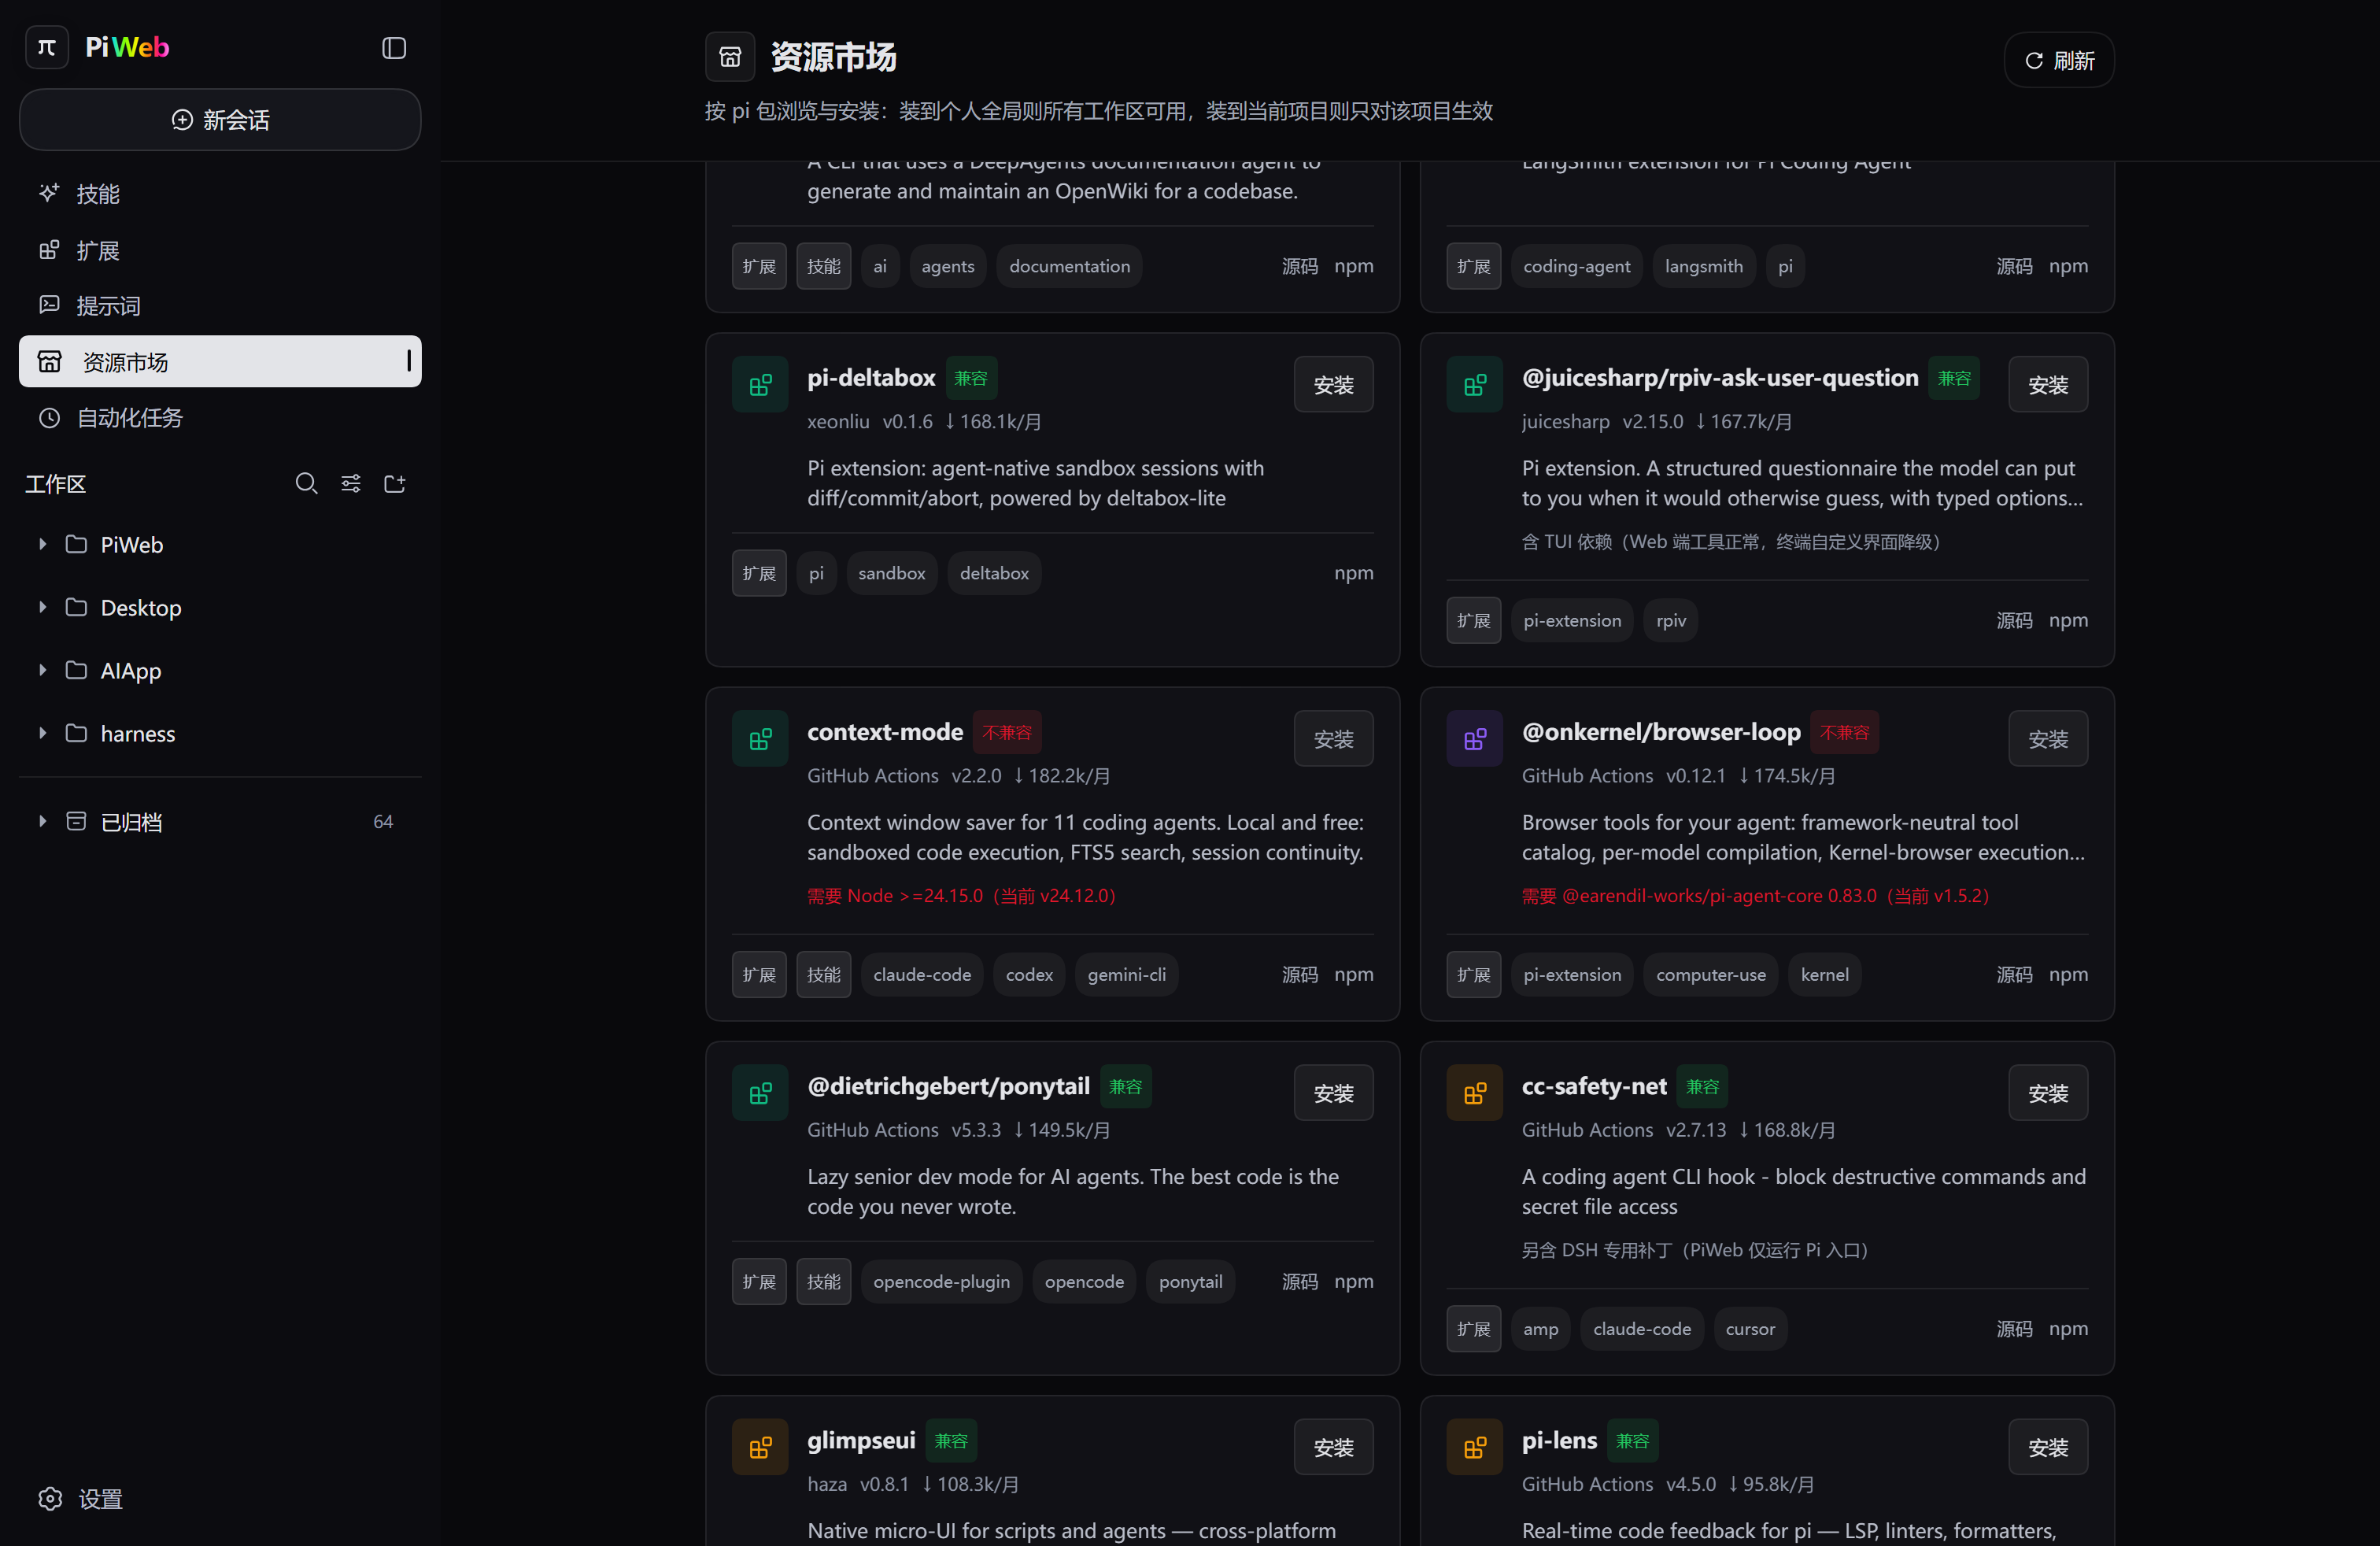 π
PiWeb
新会话
技能
扩展
提示词
资源市场
自动化任务
工作区
PiWeb
Desktop
AIApp
harness
已归档
64
设置
资源市场
刷新
按 pi 包浏览与安装：装到个人全局则所有工作区可用，装到当前项目则只对该项目生效
A CLI that uses a DeepAgents documentation agent to
generate and maintain an OpenWiki for a codebase.
扩展 技能 ai agents documentation 源码 npm
LangSmith extension for Pi Coding Agent
扩展 coding-agent langsmith pi 源码 npm
pi-deltabox 兼容 安装
xeonliu v0.1.6 ↓168.1k/月
Pi extension: agent-native sandbox sessions with
diff/commit/abort, powered by deltabox-lite
扩展 pi sandbox deltabox npm
@juicesharp/rpiv-ask-user-question 兼容 安装
juicesharp v2.15.0 ↓167.7k/月
Pi extension. A structured questionnaire the model can put
to you when it would otherwise guess, with typed options...
含 TUI 依赖（Web 端工具正常，终端自定义界面降级）
扩展 pi-extension rpiv 源码 npm
context-mode 不兼容 安装
GitHub Actions v2.2.0 ↓182.2k/月
Context window saver for 11 coding agents. Local and free:
sandboxed code execution, FTS5 search, session continuity.
需要 Node >=24.15.0（当前 v24.12.0）
扩展 技能 claude-code codex gemini-cli 源码 npm
@onkernel/browser-loop 不兼容 安装
GitHub Actions v0.12.1 ↓174.5k/月
Browser tools for your agent: framework-neutral tool
catalog, per-model compilation, Kernel-browser execution...
需要 @earendil-works/pi-agent-core 0.83.0（当前 v1.5.2）
扩展 pi-extension computer-use kernel 源码 npm
@dietrichgebert/ponytail 兼容 安装
GitHub Actions v5.3.3 ↓149.5k/月
Lazy senior dev mode for AI agents. The best code is the
code you never wrote.
扩展 技能 opencode-plugin opencode ponytail 源码 npm
cc-safety-net 兼容 安装
GitHub Actions v2.7.13 ↓168.8k/月
A coding agent CLI hook - block destructive commands and
secret file access
另含 DSH 专用补丁（PiWeb 仅运行 Pi 入口）
扩展 amp claude-code cursor 源码 npm
glimpseui 兼容 安装
haza v0.8.1 ↓108.3k/月
Native micro-UI for scripts and agents — cross-platform
pi-lens 兼容 安装
GitHub Actions v4.5.0 ↓95.8k/月
Real-time code feedback for pi — LSP, linters, formatters,